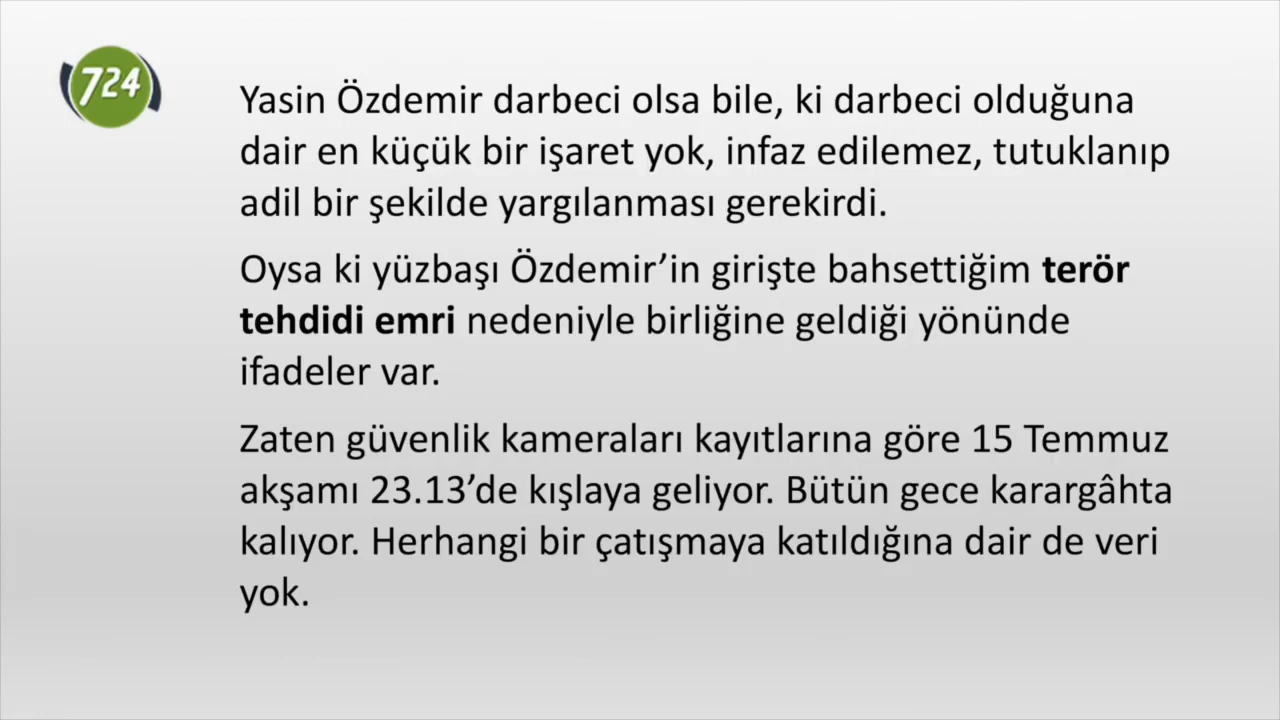 724
Yasin Özdemir darbeci olsa bile, ki darbeci olduğuna
dair en küçük bir işaret yok, infaz edilemez, tutuklanıp
adil bir şekilde yargılanması gerekirdi.
Oysa ki yüzbaşı Özdemir’in girişte bahsettiğim terör
tehdidi emri nedeniyle birliğine geldiği yönünde
ifadeler var.
Zaten güvenlik kameraları kayıtlarına göre 15 Temmuz
akşamı 23.13’de kışlaya geliyor. Bütün gece karargâhta
kalıyor. Herhangi bir çatışmaya katıldığına dair de veri
yok.